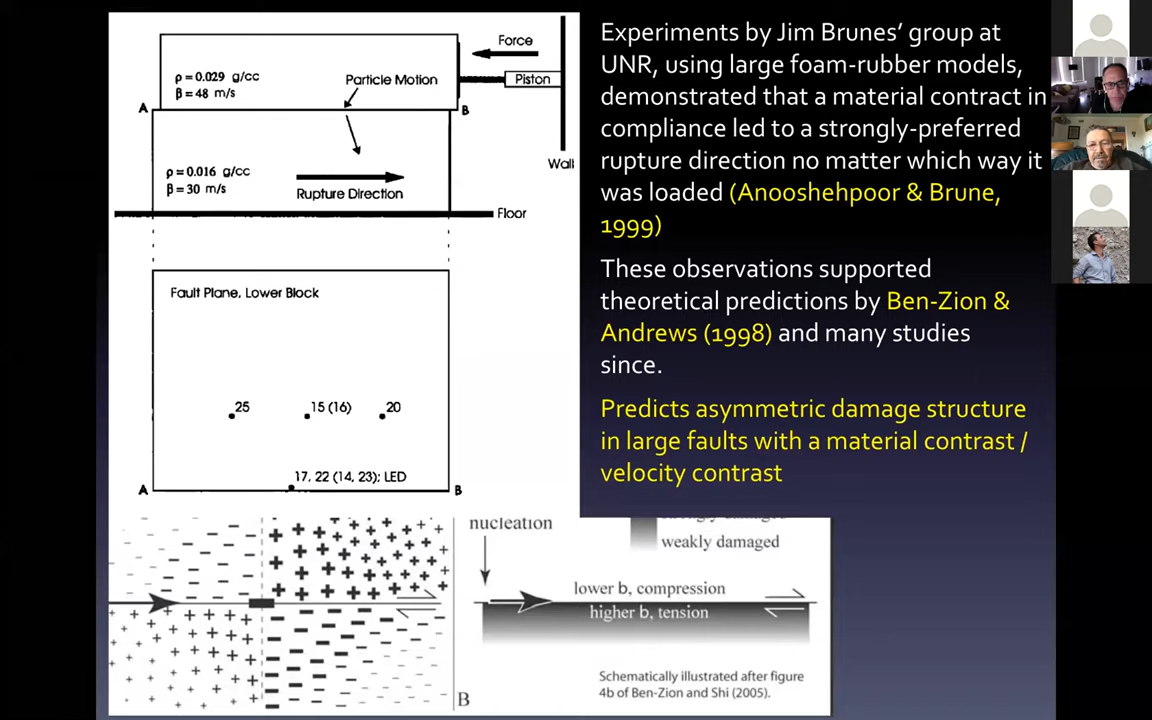 Force
Piston
Wall
ρ = 0.029 g/cc
β = 48 m/s
Particle Motion
A
B
ρ = 0.016 g/cc
β = 30 m/s
Rupture Direction
Floor
Fault Plane, Lower Block
25
15 (16)
20
17, 22 (14, 23); LED
A
B
Experiments by Jim Brunes’ group at
UNR, using large foam-rubber models,
demonstrated that a material contract in
compliance led to a strongly-preferred
rupture direction no matter which way it
was loaded (Anooshehpoor & Brune,
1999)
These observations supported
theoretical predictions by Ben-Zion &
Andrews (1998) and many studies
since.
Predicts asymmetric damage structure
in large faults with a material contrast /
velocity contrast
nucleation
strongly damaged
weakly damaged
lower b, compression
higher b, tension
B
Schematically illustrated after figure
4b of Ben-Zion and Shi (2005).